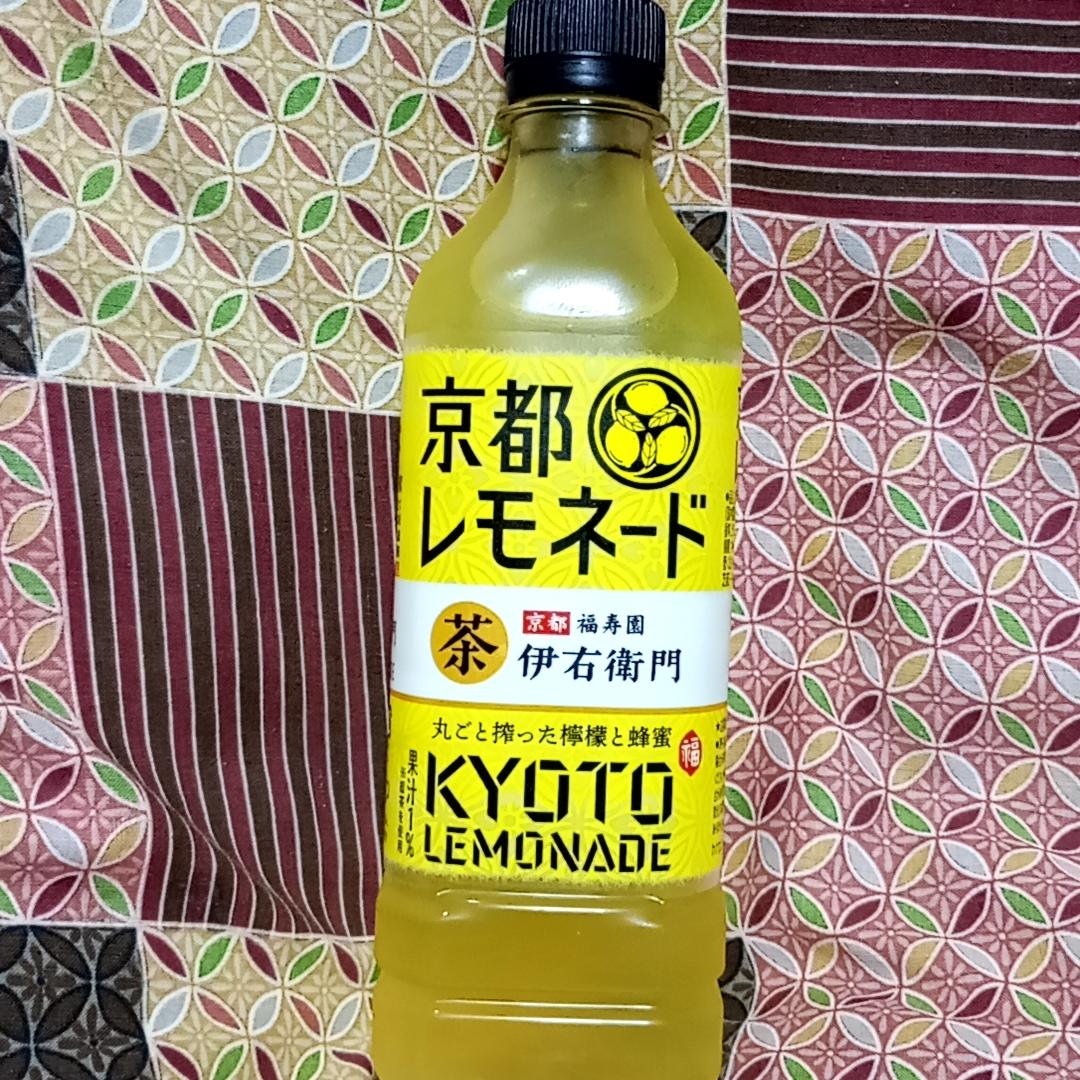 京都
レモネード
茶
京都 福寿園
伊右衛門
丸ごと搾った檸檬と蜂蜜
福
KYOTO
LEMONADE
果汁1%